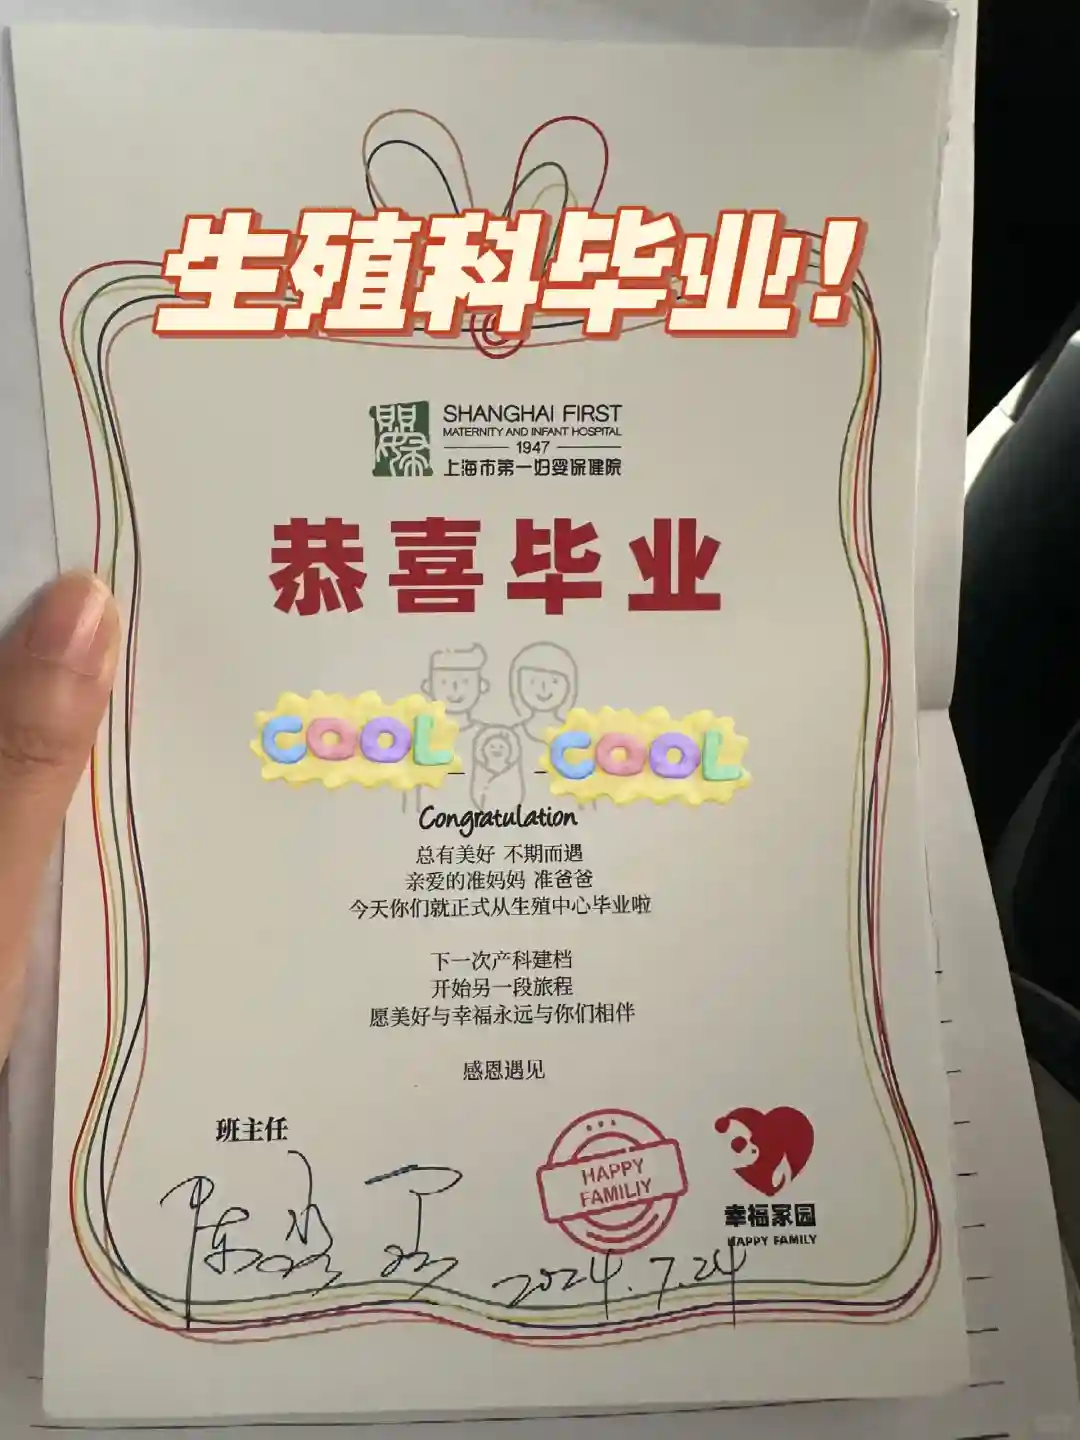 生殖科毕业!
SHANGHAI FIRST
MATERNITY AND INFANT HOSPITAL
1947
上海市第一妇婴保健院
恭喜毕业
COOL
COOL
Congratulation
总有美好 不期而遇
亲爱的准妈妈 准爸爸
今天你们就正式从生殖中心毕业啦
下一次产科建档
开始另一段旅程
愿美好与幸福永远与你们相伴
感恩遇见
班主任
HAPPY
FAMILIY
幸福家园
HAPPY FAMILY
陈
2024.7.24